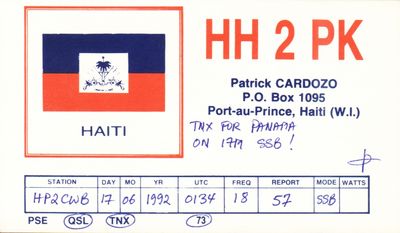 HH 2 PK
HAITI
Patrick CARDOZO
P.O. Box 1095
Port-au-Prince, Haiti (W.I.)
TNX FOR PANAMA
ON 17M SSB!
STATION DAY MO YR UTC FREQ REPORT MODE WATTS
HP2CWB 17 06 1992 0134 18 57 SSB
PSE QSL TNX 73